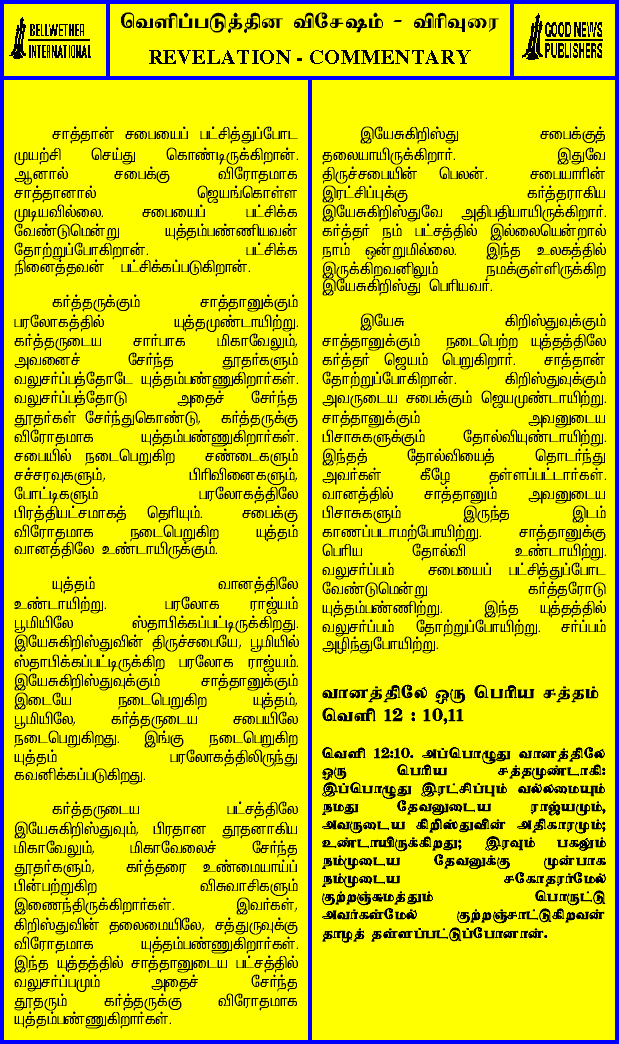 BELLWETHER
INTERNATIONAL
வெளிப்படுத்தின விசேஷம் - விரிவுரை
REVELATION - COMMENTARY
GOOD NEWS
PUBLISHERS
சாத்தான் சபையைப் பட்சித்துப்போட
முயற்சி செய்து கொண்டிருக்கிறான்.
ஆனால் சபைக்கு விரோதமாக
சாத்தானால் ஜெயங்கொள்ள
முடியவில்லை. சபையைப் பட்சிக்க
வேண்டுமென்று யுத்தம்பண்ணியவன்
தோற்றுப்போகிறான். பட்சிக்க
நினைத்தவன் பட்சிக்கப்படுகிறான்.
கர்த்தருக்கும் சாத்தானுக்கும்
பரலோகத்தில் யுத்தமுண்டாயிற்று.
கர்த்தருடைய சார்பாக மிகாவேலும்,
அவனைச் சேர்ந்த தூதர்களும்
வலுசர்ப்பத்தோடே யுத்தம்பண்ணுகிறார்கள்.
வலுசர்ப்பத்தோடு அதைச் சேர்ந்த
தூதர்கள் சேர்ந்துகொண்டு, கர்த்தருக்கு
விரோதமாக யுத்தம்பண்ணுகிறார்கள்.
சபையில் நடைபெறுகிற சண்டைகளும்
சச்சரவுகளும், பிரிவினைகளும்,
போட்டிகளும் பரலோகத்திலே
பிரத்தியட்சமாகத் தெரியும். சபைக்கு
விரோதமாக நடைபெறுகிற யுத்தம்
வானத்திலே உண்டாயிருக்கும்.
யுத்தம் வானத்திலே
உண்டாயிற்று. பரலோக ராஜ்யம்
பூமியிலே ஸ்தாபிக்கப்பட்டிருக்கிறது.
இயேசுகிறிஸ்துவின் திருச்சபையே, பூமியில்
ஸ்தாபிக்கப்பட்டிருக்கிற பரலோக ராஜ்யம்.
இயேசுகிறிஸ்துவுக்கும் சாத்தானுக்கும்
இடையே நடைபெறுகிற யுத்தம்,
பூமியிலே, கர்த்தருடைய சபையிலே
நடைபெறுகிறது. இங்கு நடைபெறுகிற
யுத்தம் பரலோகத்திலிருந்து
கவனிக்கப்படுகிறது.
கர்த்தருடைய பட்சத்திலே
இயேசுகிறிஸ்துவும், பிரதான தூதனாகிய
மிகாவேலும், மிகாவேலைச் சேர்ந்த
தூதர்களும், கர்த்தரை உண்மையாய்ப்
பின்பற்றுகிற விசுவாசிகளும்
இணைந்திருக்கிறார்கள். இவர்கள்,
கிறிஸ்துவின் தலைமையிலே, சத்துருவுக்கு
விரோதமாக யுத்தம்பண்ணுகிறார்கள்.
இந்த யுத்தத்தில் சாத்தானுடைய பட்சத்தில்
வலுசர்ப்பமும் அதைச் சேர்ந்த
தூதரும் கர்த்தருக்கு விரோதமாக
யுத்தம்பண்ணுகிறார்கள்.
இயேசுகிறிஸ்து சபைக்குத்
தலையாயிருக்கிறார். இதுவே
திருச்சபையின் பெலன். சபையாரின்
இரட்சிப்புக்கு கர்த்தராகிய
இயேசுகிறிஸ்துவே அதிபதியாயிருக்கிறார்.
கர்த்தர் நம் பட்சத்தில் இல்லையென்றால்
நாம் ஒன்றுமில்லை. இந்த உலகத்தில்
இருக்கிறவனிலும் நமக்குள்ளிருக்கிற
இயேசுகிறிஸ்து பெரியவர்.
இயேசு கிறிஸ்துவுக்கும்
சாத்தானுக்கும் நடைபெற்ற யுத்தத்திலே
கர்த்தர் ஜெயம் பெறுகிறார். சாத்தான்
தோற்றுப்போகிறான். கிறிஸ்துவுக்கும்
அவருடைய சபைக்கும் ஜெயமுண்டாயிற்று.
சாத்தானுக்கும் அவனுடைய
பிசாசுகளுக்கும் தோல்வியுண்டாயிற்று.
இந்தத் தோல்வியைத் தொடர்ந்து
அவர்கள் கீழே தள்ளப்பட்டார்கள்.
வானத்தில் சாத்தானும் அவனுடைய
பிசாசுகளும் இருந்த இடம்
காணப்படாமற்போயிற்று. சாத்தானுக்கு
பெரிய தோல்வி உண்டாயிற்று.
வலுசர்ப்பம் சபையைப் பட்சித்துப்போட
வேண்டுமென்று கர்த்தரோடு
யுத்தம்பண்ணிற்று. இந்த யுத்தத்தில்
வலுசர்ப்பம் தோற்றுப்போயிற்று. சர்ப்பம்
அழிந்துபோயிற்று.
வானத்திலே ஒரு பெரிய சத்தம்
வெளி 12 : 10,11
வெளி 12:10. அப்பொழுது வானத்திலே
ஒரு பெரிய சத்தமுண்டாகி:
இப்பொழுது இரட்சிப்பும் வல்லமையும்
நமது தேவனுடைய ராஜ்யமும்,
அவருடைய கிறிஸ்துவின் அதிகாரமும்;
உண்டாயிருக்கிறது; இரவும் பகலும்
நம்முடைய தேவனுக்கு முன்பாக
நம்முடைய சகோதரர்மேல்
குற்றஞ்சுமத்தும் பொருட்டு
அவர்கள்மேல் குற்றஞ்சாட்டுகிறவன்
தாழத் தள்ளப்பட்டுப்போனான்.